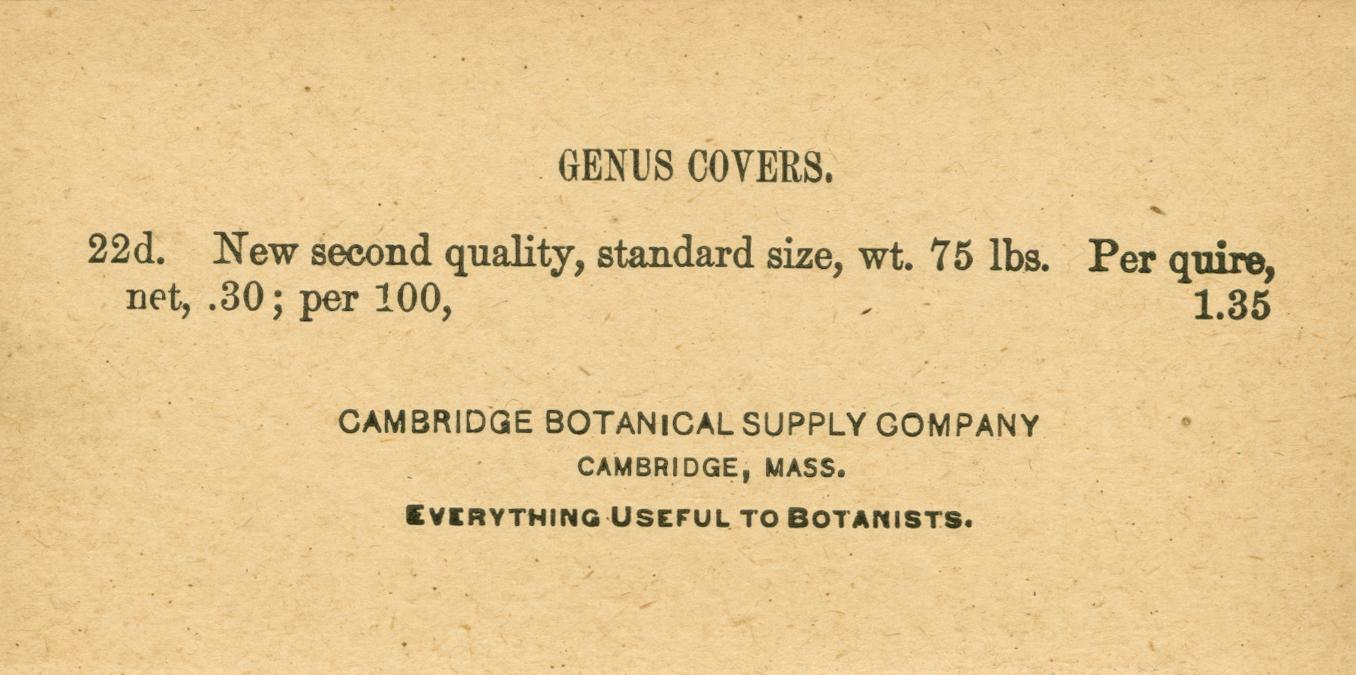 GENUS COVERS.
22d. New second quality, standard size, wt. 75 lbs. Per quire,
net, .30; per 100, 1.35
CAMBRIDGE BOTANICAL SUPPLY COMPANY
CAMBRIDGE, MASS.
EVERYTHING USEFUL TO BOTANISTS.